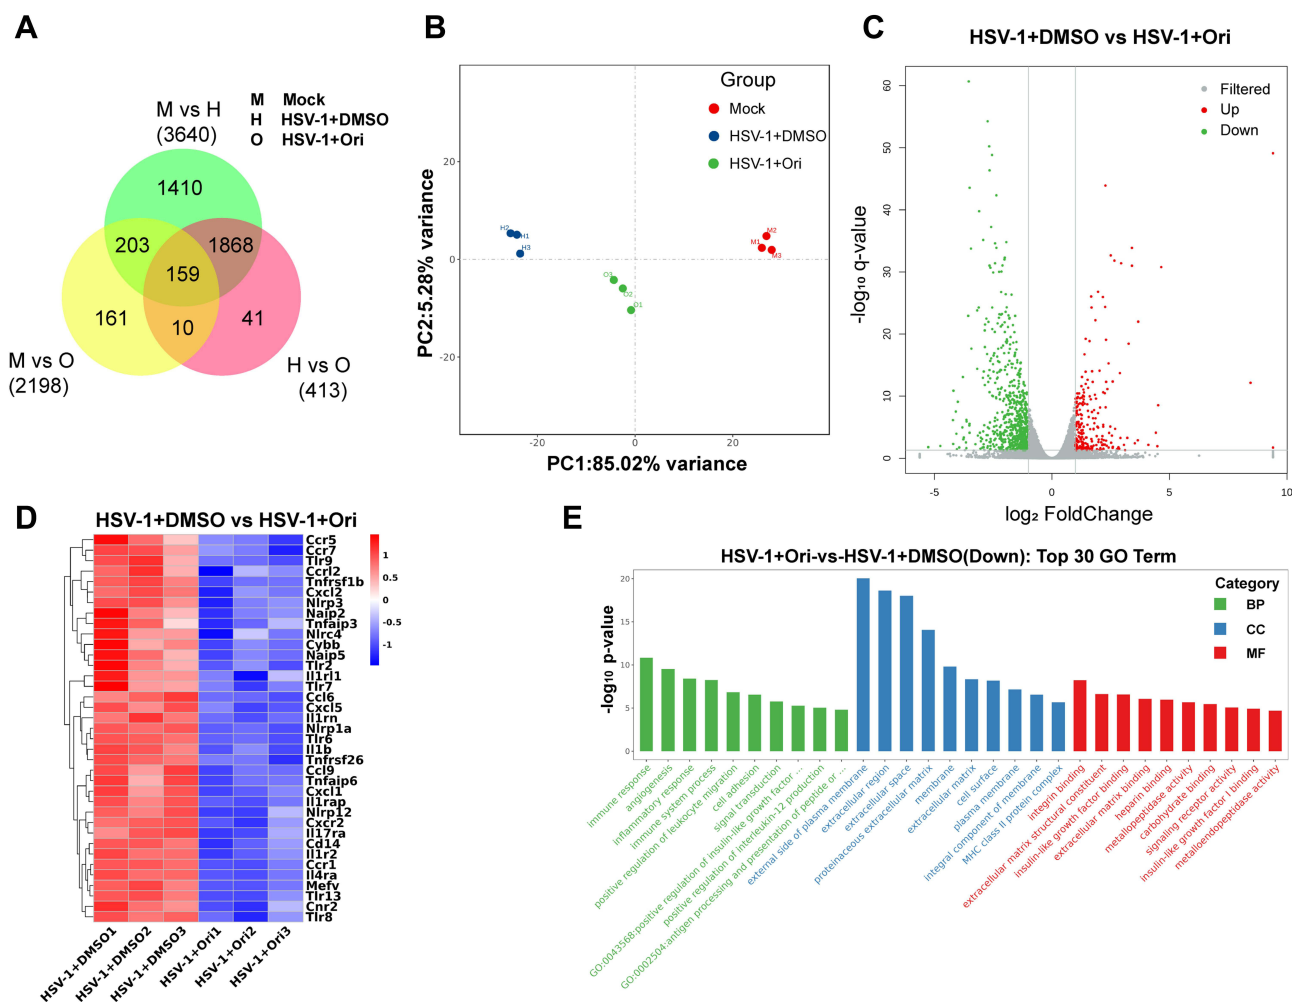 A
M vs H
(3640)
M Mock
H HSV-1+DMSO
O HSV-1+Ori
1410
203
1868
159
161
10
41
M vs O
(2198)
H vs O
(413)
B
Group
Mock
HSV-1+DMSO
HSV-1+Ori
PC2:5.28% variance
20
0
-20
H2
H1
H3
M2
M1
M3
O3
O2
O1
-20
0
20
PC1:85.02% variance
C
HSV-1+DMSO vs HSV-1+Ori
Filtered
Up
Down
-log₁₀ q-value
60
50
40
30
20
10
0
-5
0
5
10
log₂ FoldChange
D
HSV-1+DMSO vs HSV-1+Ori
Ccr5
Ccr7
Tlr9
Ccrl2
Tnfrsf1b
Cxcl2
Nlrp3
Naip2
Tnfaip3
Nlrc4
Cybb
Naip5
Tlr2
Il1rl1
Tlr7
Ccl6
Cxcl5
Il1rn
Nlrp1a
Tlr6
Il1b
Tnfrsf26
Ccl9
Tnfaip6
Cxcl1
Il1rap
Nlrp12
Cxcr2
Il17ra
Cd14
Il1r2
Ccr1
Il4ra
Mefv
Tlr13
Cnr2
Tlr8
1
0.5
0
-0.5
-1
HSV-1+DMSO1
HSV-1+DMSO2
HSV-1+DMSO3
HSV-1+Ori1
HSV-1+Ori2
HSV-1+Ori3
E
HSV-1+Ori-vs-HSV-1+DMSO(Down): Top 30 GO Term
Category
BP
CC
MF
-log₁₀ p-value
20
15
10
5
0
immune response
angiogenesis
inflammatory response
immune system process
positive regulation of leukocyte migration
cell adhesion
signal transduction
GO:0043568:positive regulation of insulin-like growth factor ...
positive regulation of interleukin-12 production
GO:0002504:antigen processing and presentation of peptide or ...
external side of plasma membrane
extracellular region
extracellular space
proteinaceous extracellular matrix
membrane
extracellular matrix
cell surface
plasma membrane
integral component of membrane
MHC class II protein complex
integrin binding
extracellular matrix structural constituent
insulin-like growth factor binding
extracellular matrix binding
heparin binding
metallopeptidase activity
carbohydrate binding
signaling receptor activity
insulin-like growth factor I binding
metalloendopeptidase activity